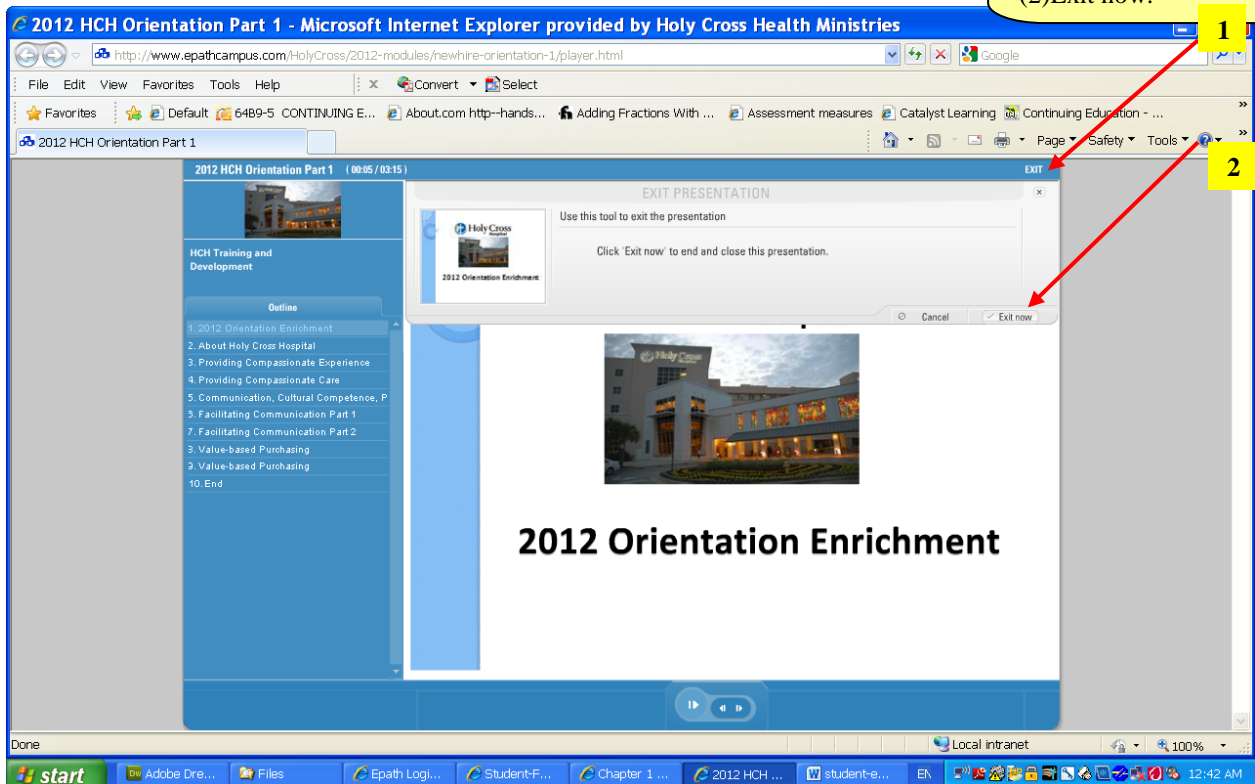 (2)Exit now.
1
2012 HCH Orientation Part 1 - Microsoft Internet Explorer provided by Holy Cross Health Ministries
http://www.epathcampus.com/HolyCross/2012-modules/newhire-orientation-1/player.html
Google
File Edit View Favorites Tools Help
x Convert Select
Favorites Default 64B9-5 CONTINUING E... About.com http--hands... Adding Fractions With ... Assessment measures Catalyst Learning Continuing Education - ...
2012 HCH Orientation Part 1
Page Safety Tools
2
2012 HCH Orientation Part 1 ( 00:05 / 03:15 )
EXIT
EXIT PRESENTATION
Use this tool to exit the presentation
Click 'Exit now' to end and close this presentation.
Holy Cross
Hospital
2012 Orientation Enrichment
Cancel
Exit now
HCH Training and
Development
Outline
1. 2012 Orientation Enrichment
2. About Holy Cross Hospital
3. Providing Compassionate Experience
4. Providing Compassionate Care
5. Communication, Cultural Competence, P
5. Facilitating Communication Part 1
7. Facilitating Communication Part 2
3. Value-based Purchasing
9. Value-based Purchasing
10. End
Holy Cross
2012 Orientation Enrichment
Done
Local intranet
100%
start
Adobe Dre...
Files
Epath Logi...
Student-F...
Chapter 1 ...
2012 HCH ...
student-e...
EN
12:42 AM